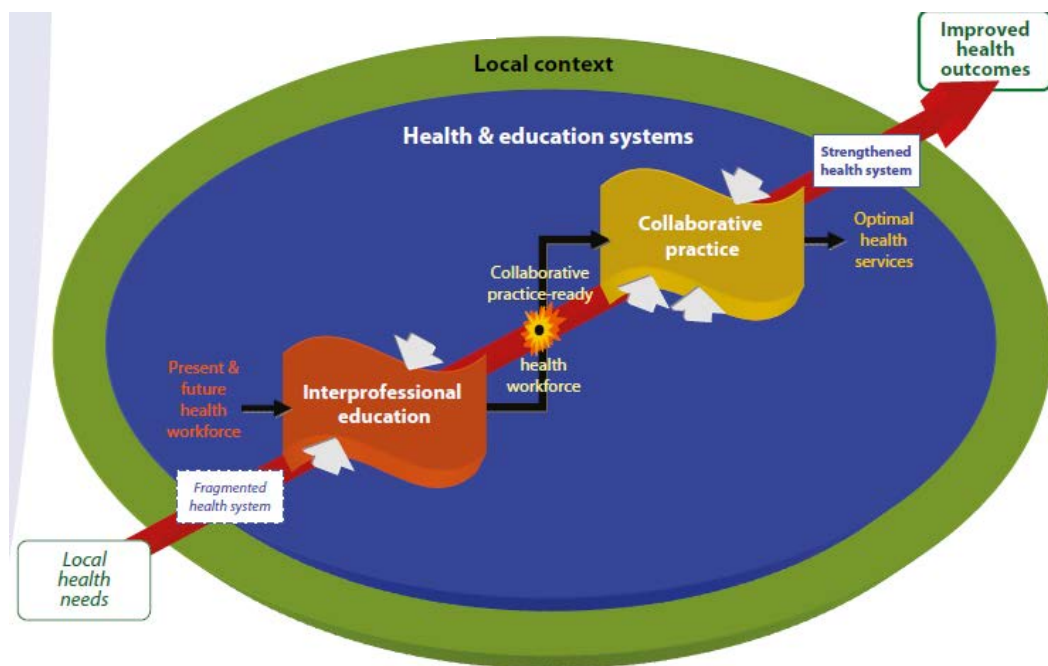 Improved
health
outcomes
Local context
Health & education systems
Strengthened
health system
Collaborative
practice
Optimal
health
services
Collaborative
practice-ready
health
workforce
Present &
future
health
workforce
Interprofessional
education
Fragmented
health system
Local
health
needs